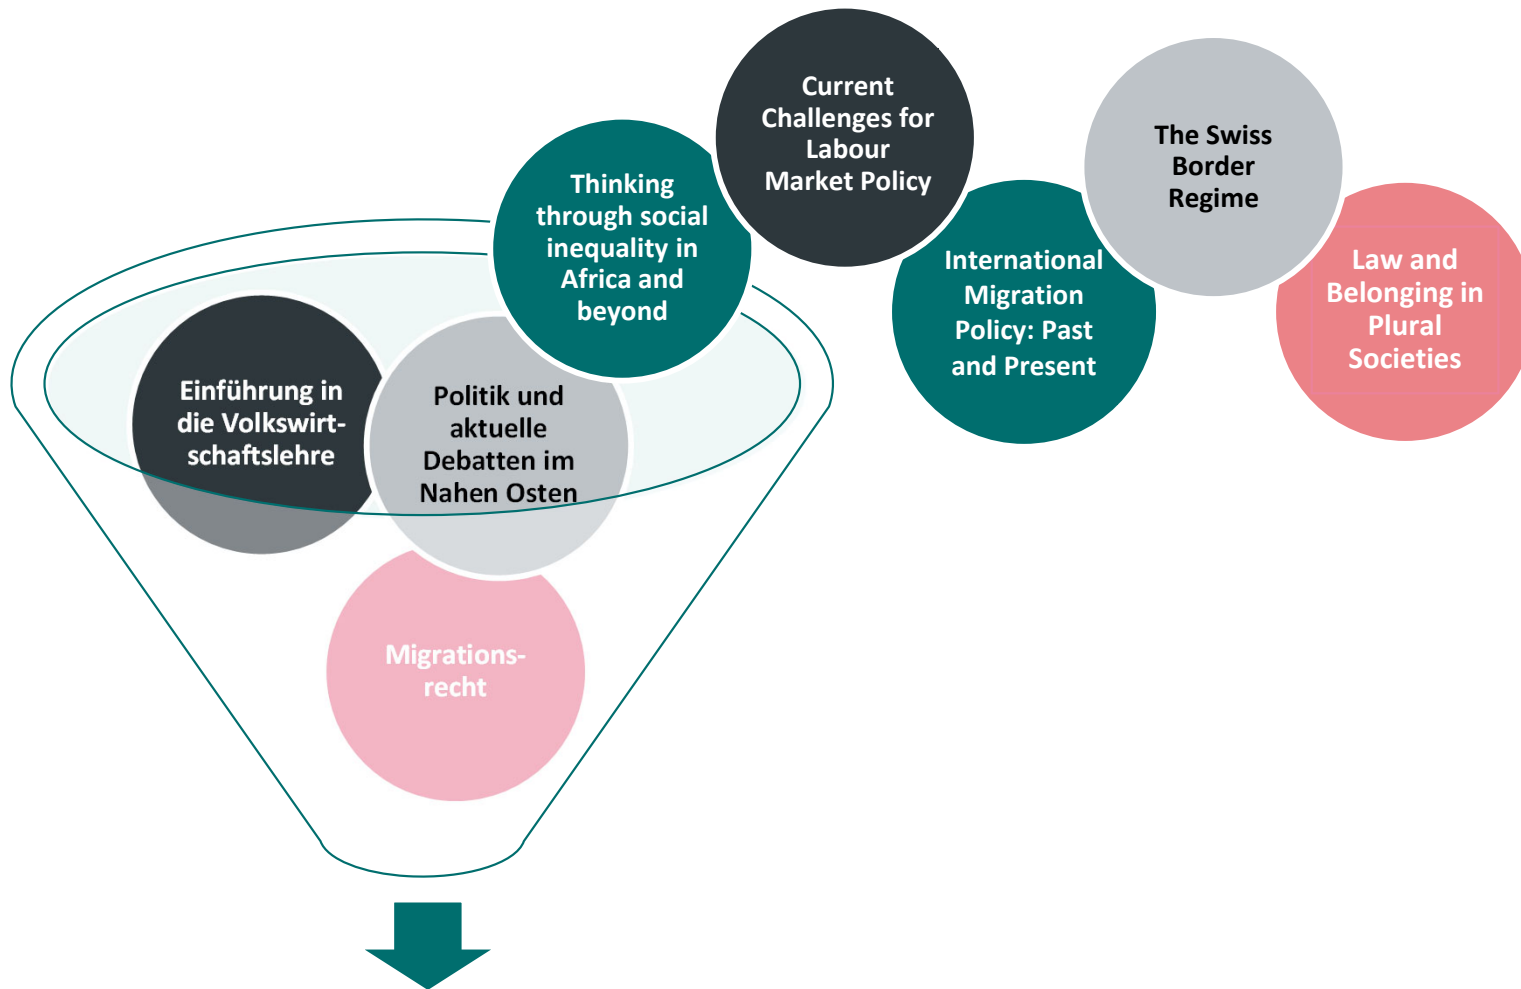 Current
Challenges for
Labour
Market Policy
The Swiss
Border
Regime
Thinking
through social
inequality in
Africa and
beyond
International
Migration
Policy: Past
and Present
Law and
Belonging in
Plural
Societies
Einführung in
die Volkswirt-
schaftslehre
Politik und
aktuelle
Debatten im
Nahen Osten
Migrations-
recht